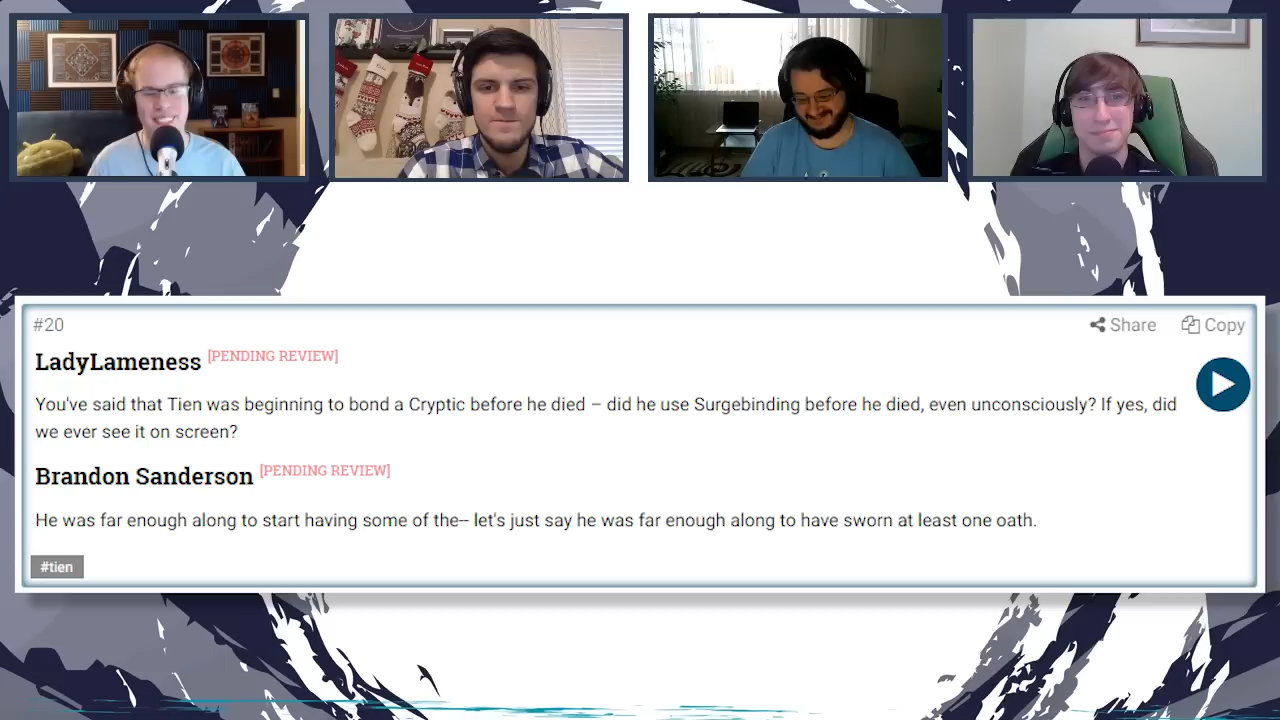 #20
Share
Copy
LadyLameness [PENDING REVIEW]
You've said that Tien was beginning to bond a Cryptic before he died – did he use Surgebinding before he died, even unconsciously? If yes, did
we ever see it on screen?
Brandon Sanderson [PENDING REVIEW]
He was far enough along to start having some of the-- let's just say he was far enough along to have sworn at least one oath.
#tien